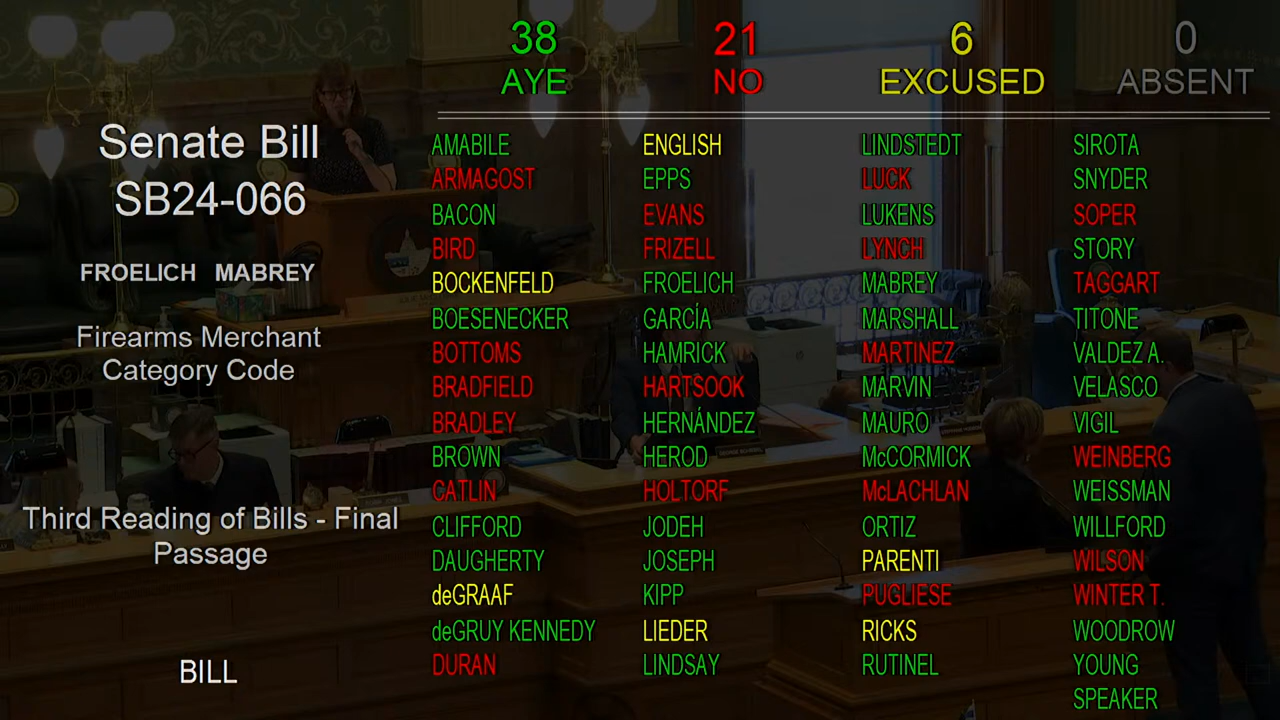 38 21 6 0
AYE NO EXCUSED ABSENT
Senate Bill
SB24-066
FROELICH MABREY
Firearms Merchant
Category Code
Third Reading of Bills - Final
Passage
BILL
AMABILE
ARMAGOST
BACON
BIRD
BOCKENFELD
BOESENECKER
BOTTOMS
BRADFIELD
BRADLEY
BROWN
CATLIN
CLIFFORD
DAUGHERTY
deGRAAF
deGRUY KENNEDY
DURAN
ENGLISH
EPPS
EVANS
FRIZELL
FROELICH
GARCÍA
HAMRICK
HARTSOOK
HERNÁNDEZ
HEROD
HOLTORF
JODEH
JOSEPH
KIPP
LIEDER
LINDSAY
LINDSTEDT
LUCK
LUKENS
LYNCH
MABREY
MARSHALL
MARTINEZ
MARVIN
MAURO
McCORMICK
McLACHLAN
ORTIZ
PARENTI
PUGLIESE
RICKS
RUTINEL
SIROTA
SNYDER
SOPER
STORY
TAGGART
TITONE
VALDEZ A.
VELASCO
VIGIL
WEINBERG
WEISSMAN
WILLFORD
WILSON
WINTER T.
WOODROW
YOUNG
SPEAKER